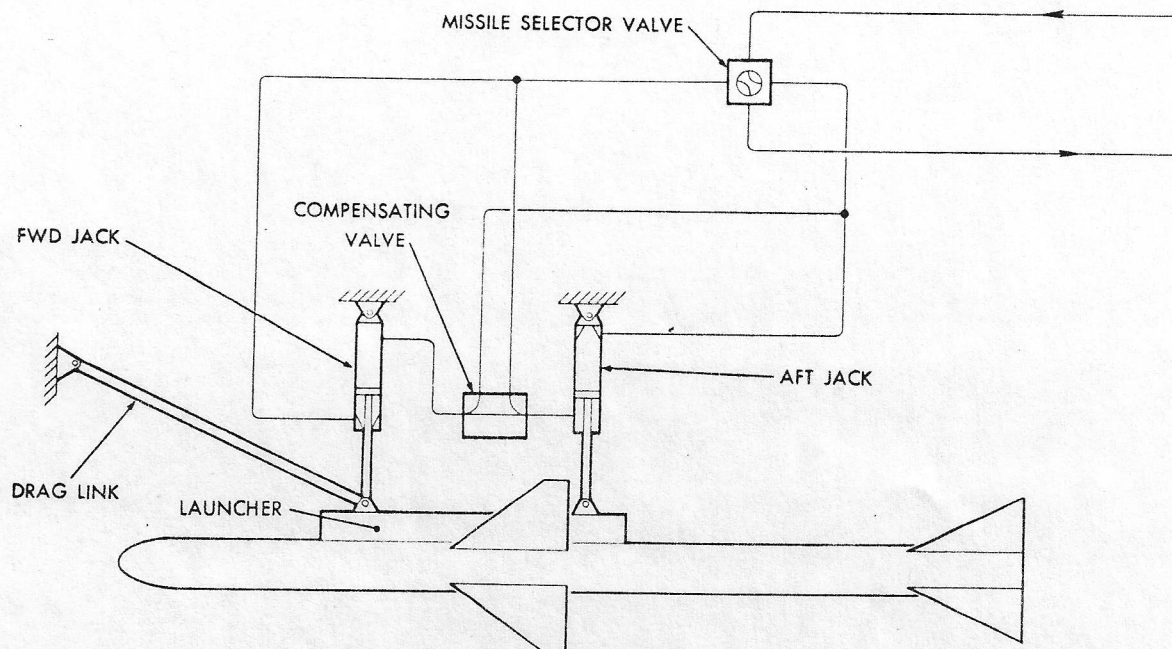 MISSILE SELECTOR VALVE
COMPENSATING
VALVE
FWD JACK
AFT JACK
DRAG LINK
LAUNCHER